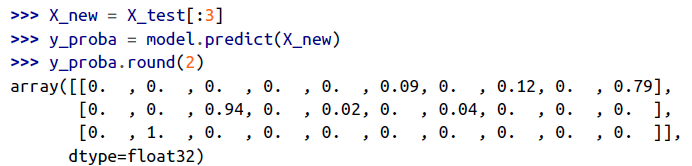 >>> X_new = X_test[:3]
>>> y_proba = model.predict(X_new)
>>> y_proba.round(2)
array([[0.  , 0.  , 0.  , 0.  , 0.  , 0.09, 0.  , 0.12, 0.  , 0.79],
       [0.  , 0.  , 0.94, 0.  , 0.02, 0.  , 0.04, 0.  , 0.  , 0.  ],
       [0.  , 1.  , 0.  , 0.  , 0.  , 0.  , 0.  , 0.  , 0.  , 0.  ]],
      dtype=float32)